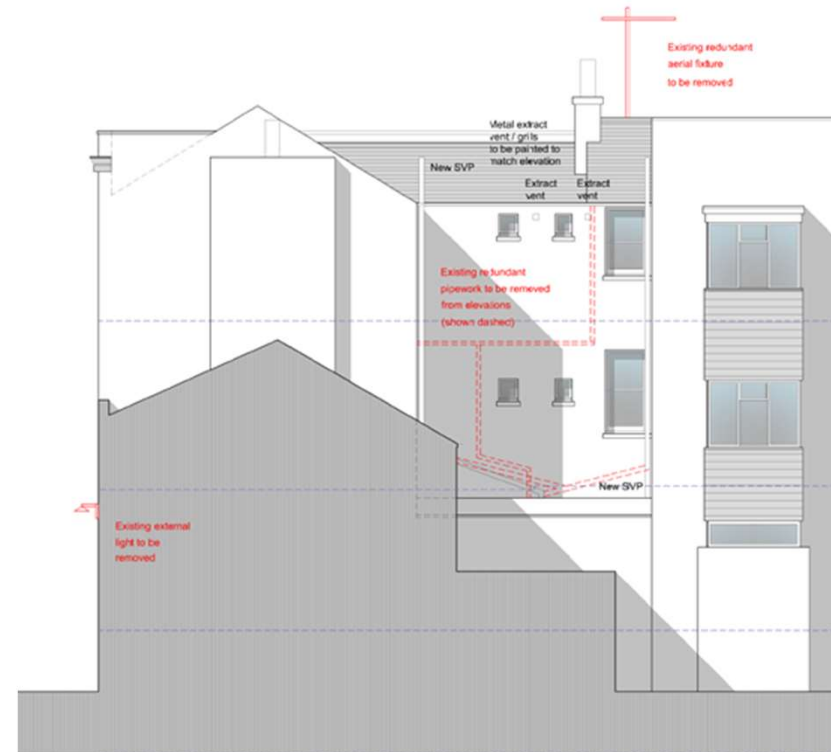 Existing redundant
aerial fixture
to be removed
Metal extract
vent / grills
to be painted to
match elevation
New SVP
Extract
vent
Extract
vent
Existing redundant
pipework to be removed
from elevations
(shown dashed)
New SVP
Existing external
light to be
removed